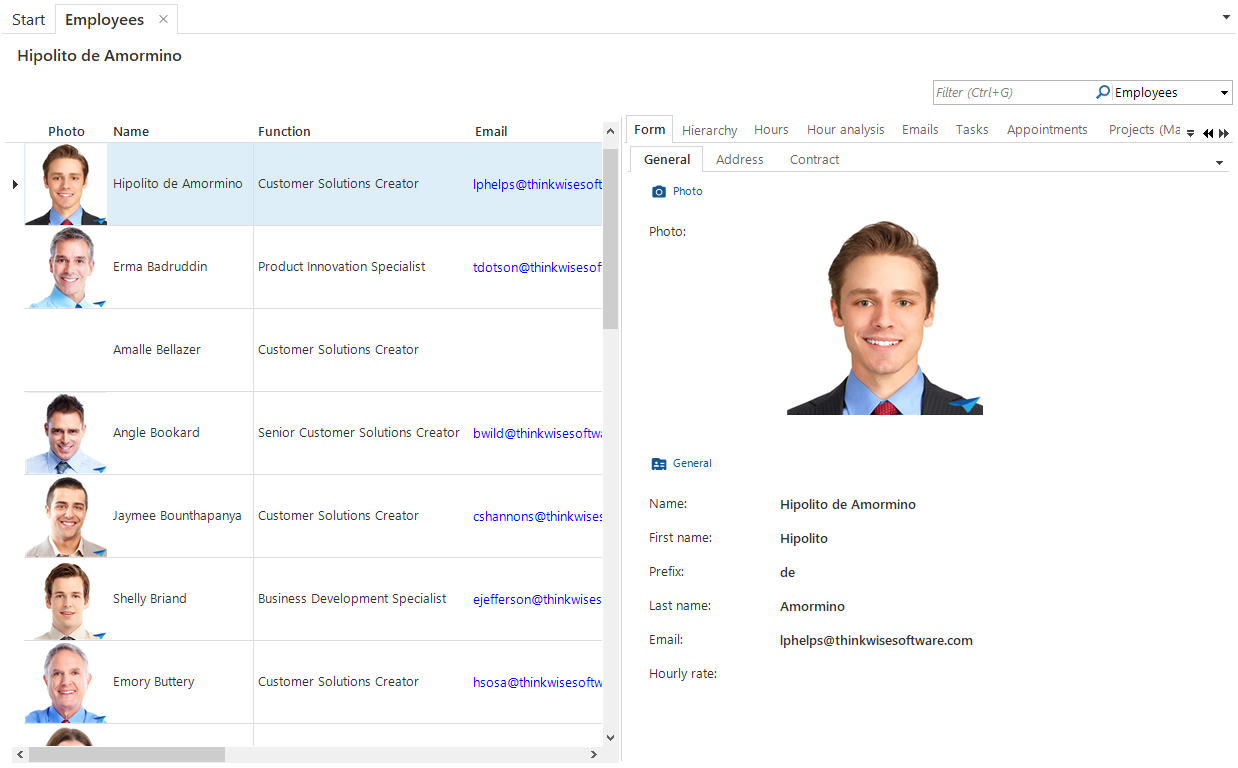 Start Employees
Hipolito de Amormino
Filter (Ctrl+G) Employees
Photo Name Function Email
Hipolito de Amormino Customer Solutions Creator lphelps@thinkwisesoft
Erma Badruddin Product Innovation Specialist tdotson@thinkwisesof
Amalle Bellazer Customer Solutions Creator
Angle Bookard Senior Customer Solutions Creator bwild@thinkwisesoftwa
Jaymee Bounthapanya Customer Solutions Creator cshannons@thinkwises
Shelly Briand Business Development Specialist ejefferson@thinkwises
Emory Buttery Customer Solutions Creator hsosa@thinkwisesoftw
Form Hierarchy Hours Hour analysis Emails Tasks Appointments Projects (Ma
General Address Contract
Photo
Photo:
General
Name: Hipolito de Amormino
First name: Hipolito
Prefix: de
Last name: Amormino
Email: lphelps@thinkwisesoftware.com
Hourly rate: